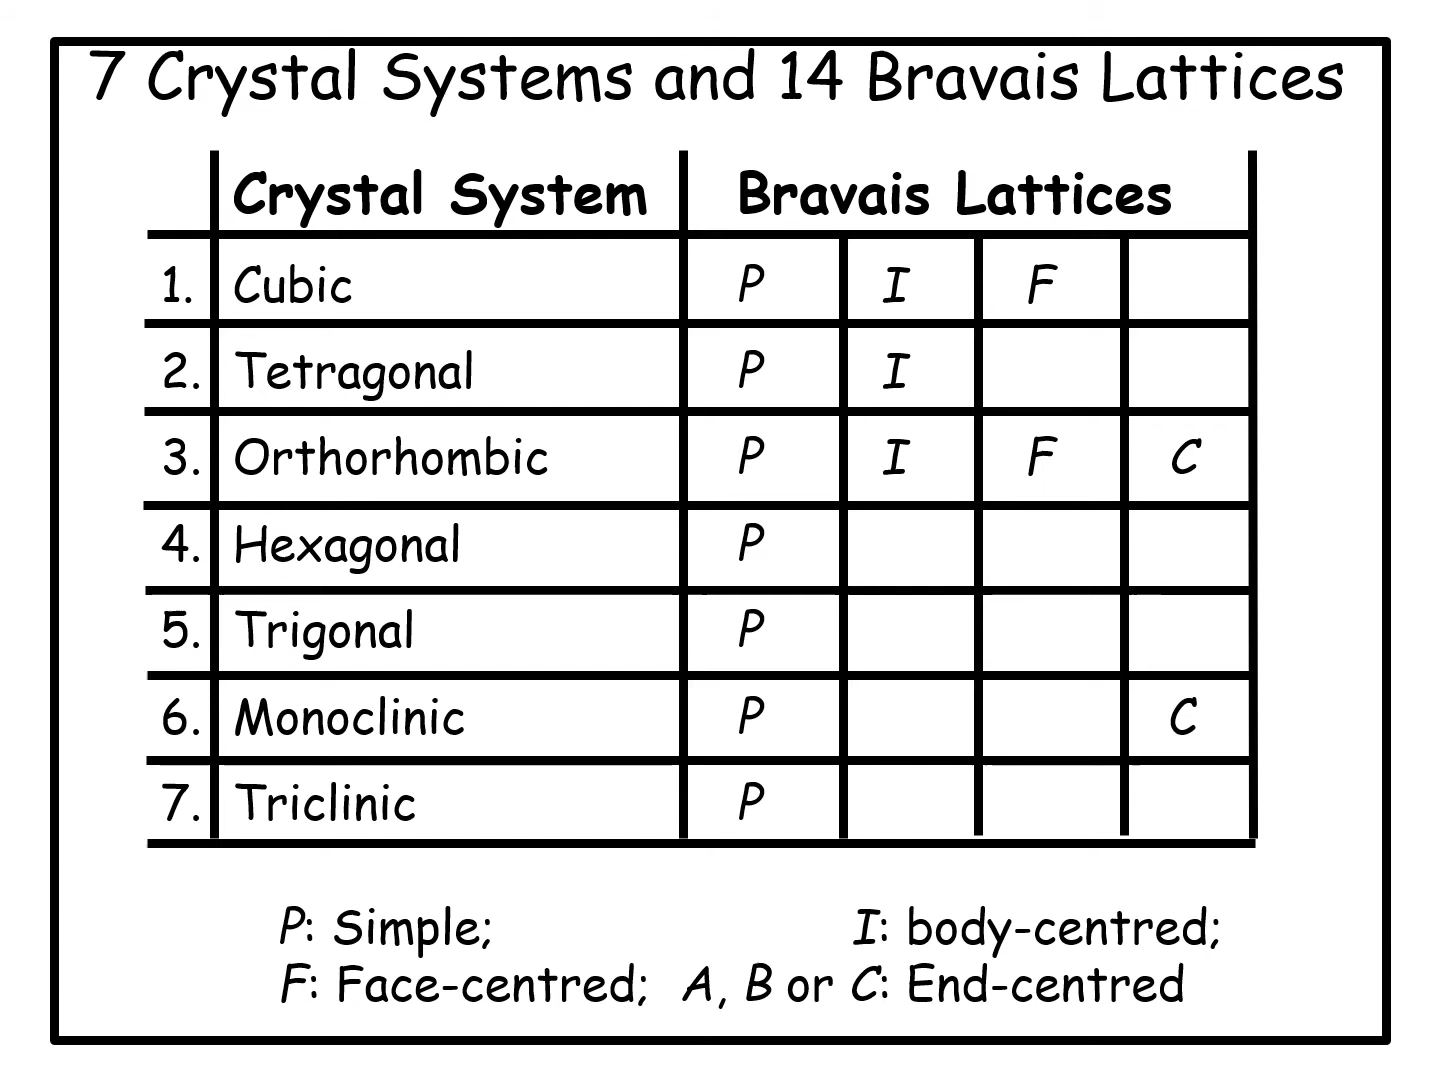 7 Crystal Systems and 14 Bravais Lattices
Crystal System Bravais Lattices
1. Cubic P I F
2. Tetragonal P I
3. Orthorhombic P I F C
4. Hexagonal P
5. Trigonal P
6. Monoclinic P C
7. Triclinic P
P: Simple; I: body-centred;
F: Face-centred; A, B or C: End-centred